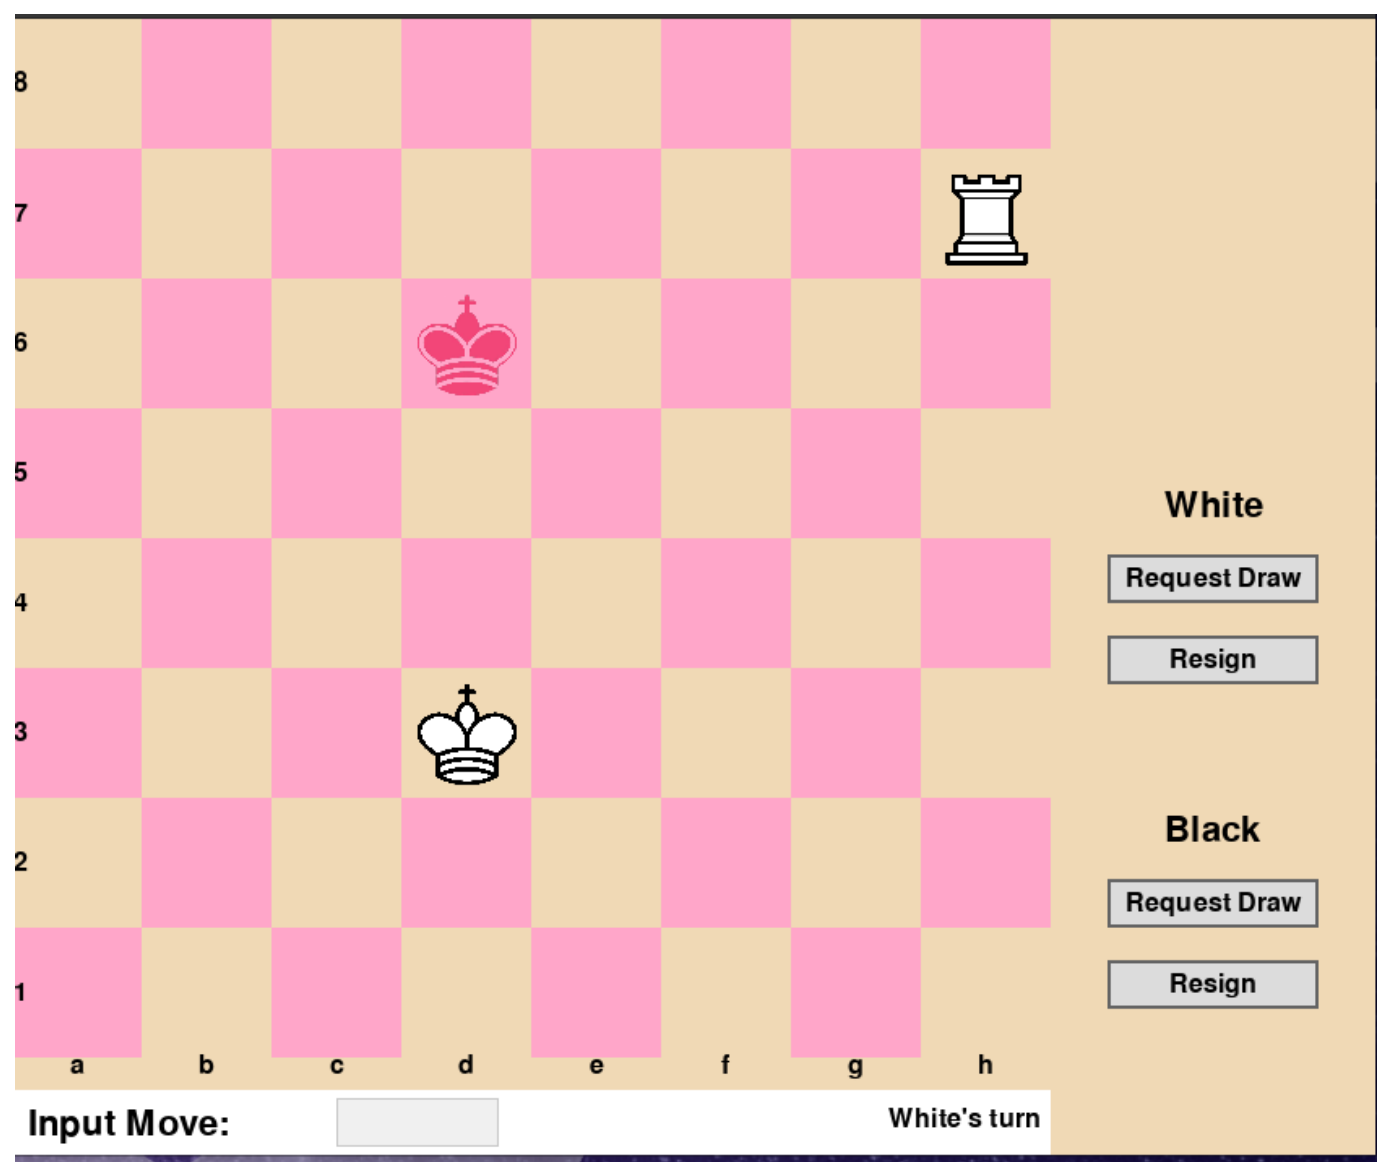 8
7
6
5
4
3
2
1
a b c d e f g h
White
Request Draw
Resign
Black
Request Draw
Resign
Input Move:
White's turn